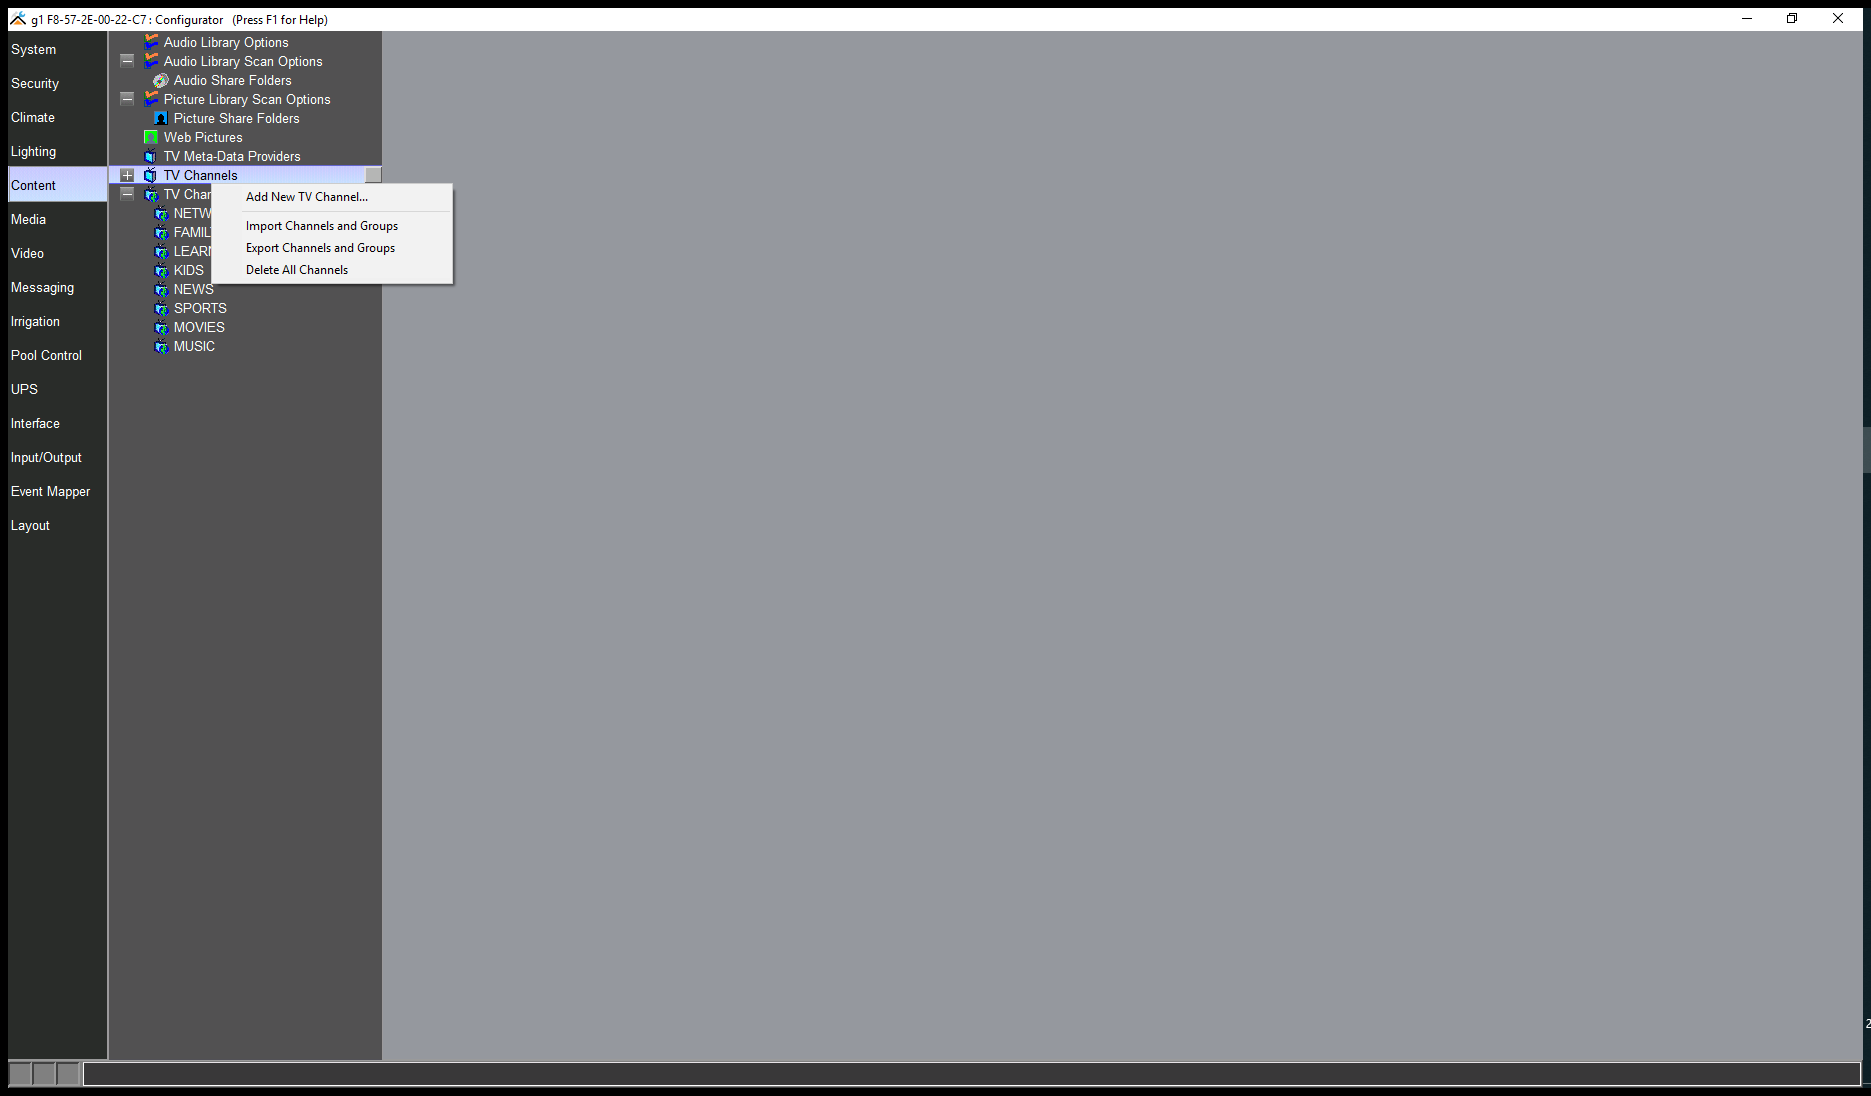 g1 F8-57-2E-00-22-C7 : Configurator (Press F1 for Help)
System
Security
Climate
Lighting
Content
Media
Video
Messaging
Irrigation
Pool Control
UPS
Interface
Input/Output
Event Mapper
Layout
Audio Library Options
Audio Library Scan Options
Audio Share Folders
Picture Library Scan Options
Picture Share Folders
Web Pictures
TV Meta-Data Providers
TV Channels
TV Chan
NETW
FAMIL
LEARN
KIDS
NEWS
SPORTS
MOVIES
MUSIC
Add New TV Channel...
Import Channels and Groups
Export Channels and Groups
Delete All Channels
2